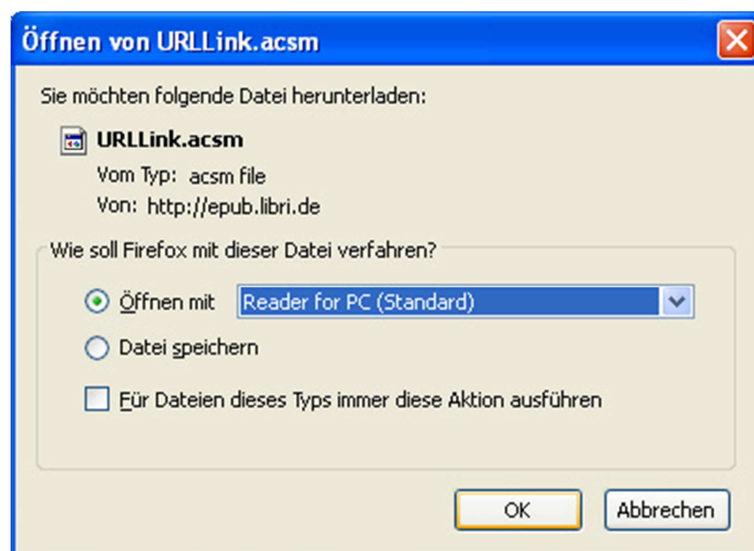 Öffnen von URLLink.acsm
Sie möchten folgende Datei herunterladen:
URLLink.acsm
Vom Typ: acsm file
Von: http://epub.libri.de
Wie soll Firefox mit dieser Datei verfahren?
Öffnen mit Reader for PC (Standard)
Datei speichern
Für Dateien dieses Typs immer diese Aktion ausführen
OK Abbrechen